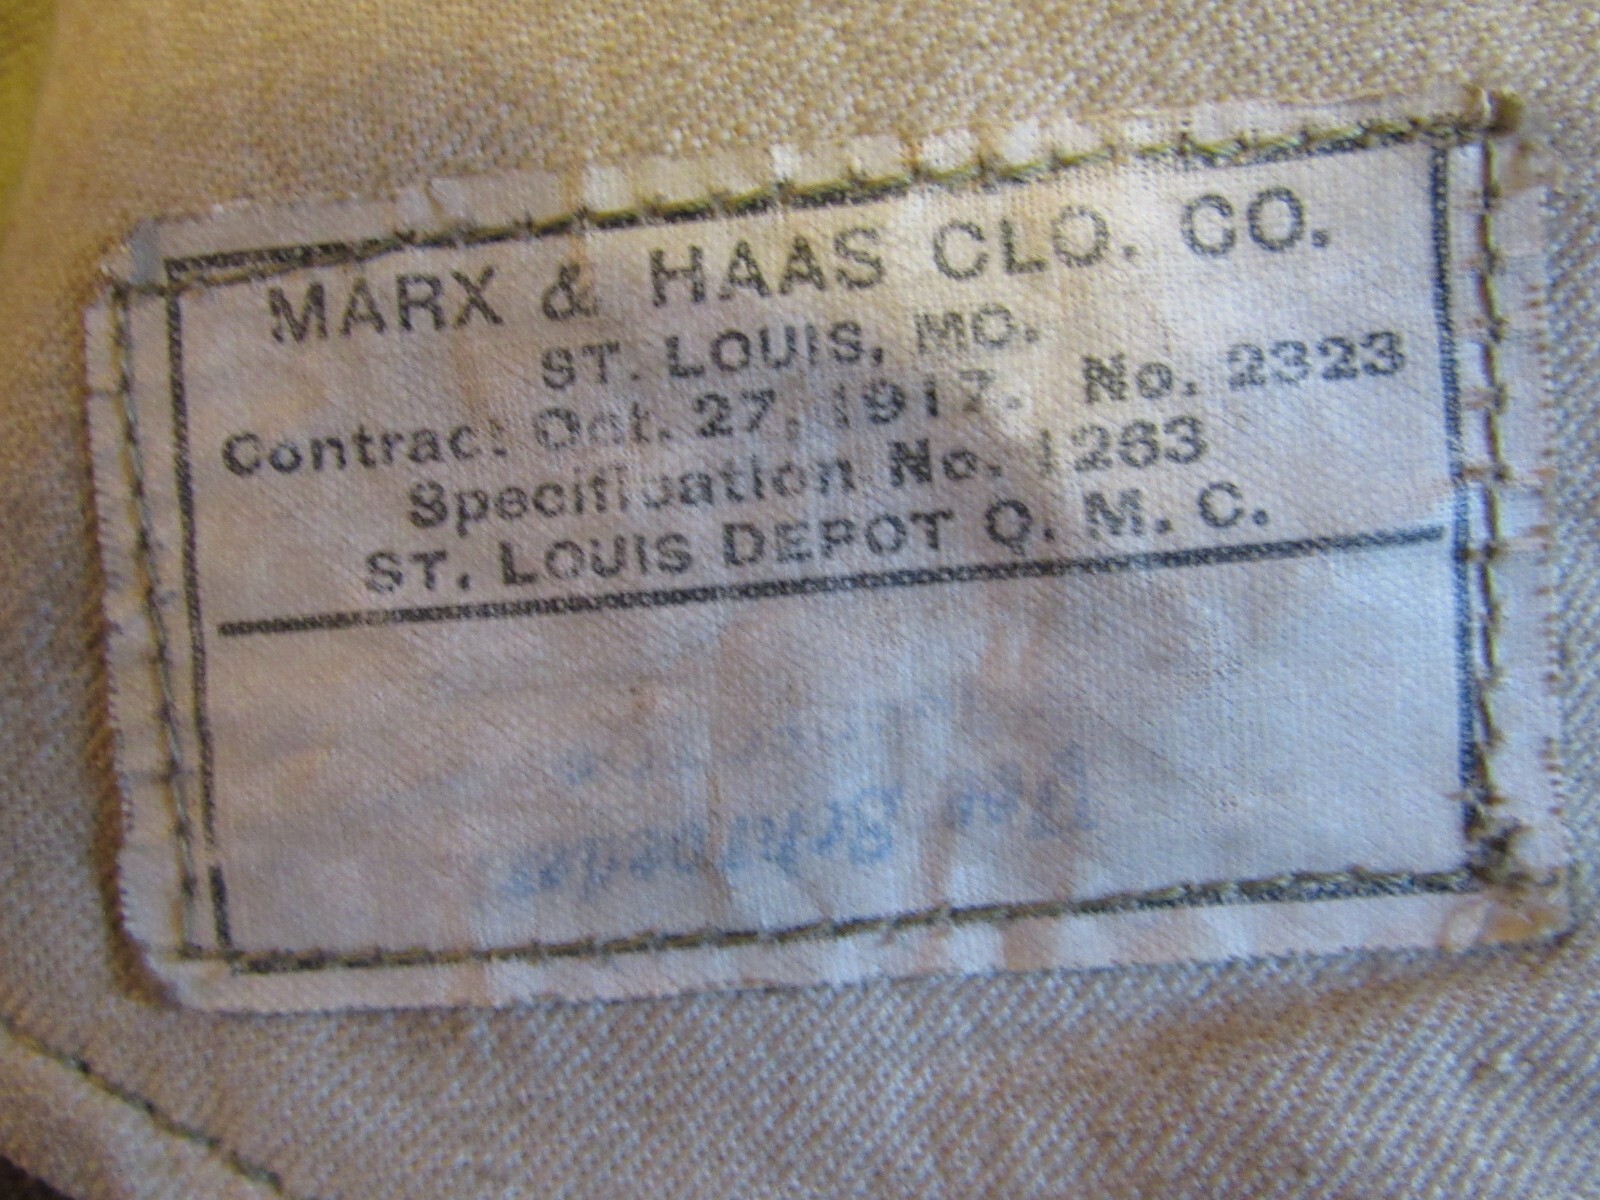 MARX & HAAS CLO. CO.
ST. LOUIS, MO.
Contract Oct. 27, 1917. No. 2323
Specification No. 1263
ST. LOUIS DEPOT Q. M. C.